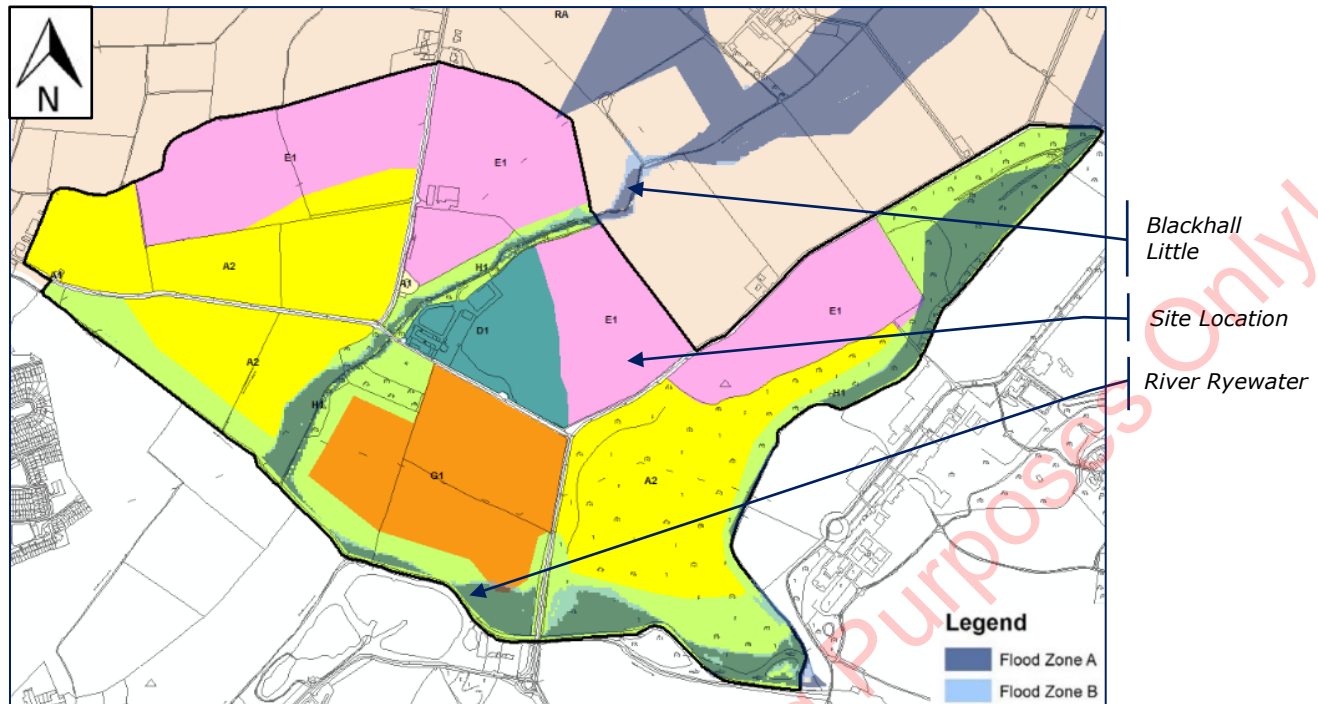 RA
N
E1
E1
A2
A1
H1
A1
D1
E1
E1
A2
H1
H1
G1
A2
Blackhall
Little
Site Location
River Ryewater
Legend
Flood Zone A
Flood Zone B
Purposes Only!